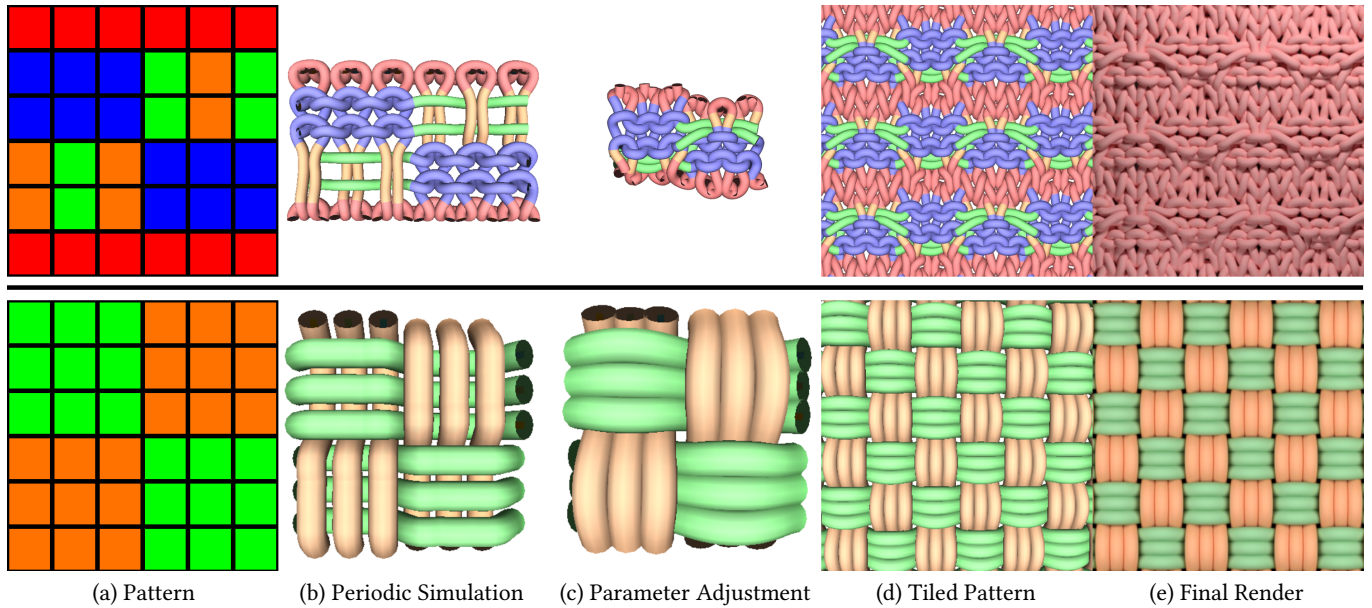 (a) Pattern
(b) Periodic Simulation
(c) Parameter Adjustment
(d) Tiled Pattern
(e) Final Render